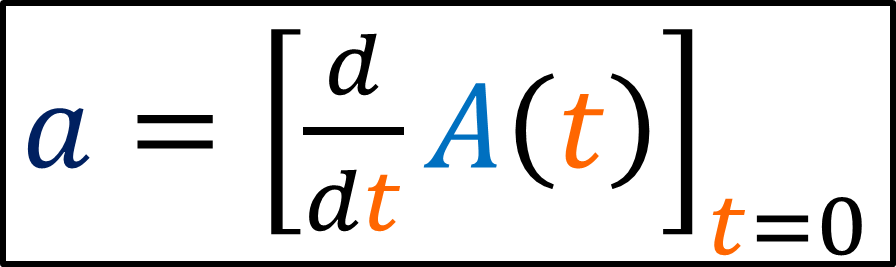 a = [d/dt A(t)]_{t=0}